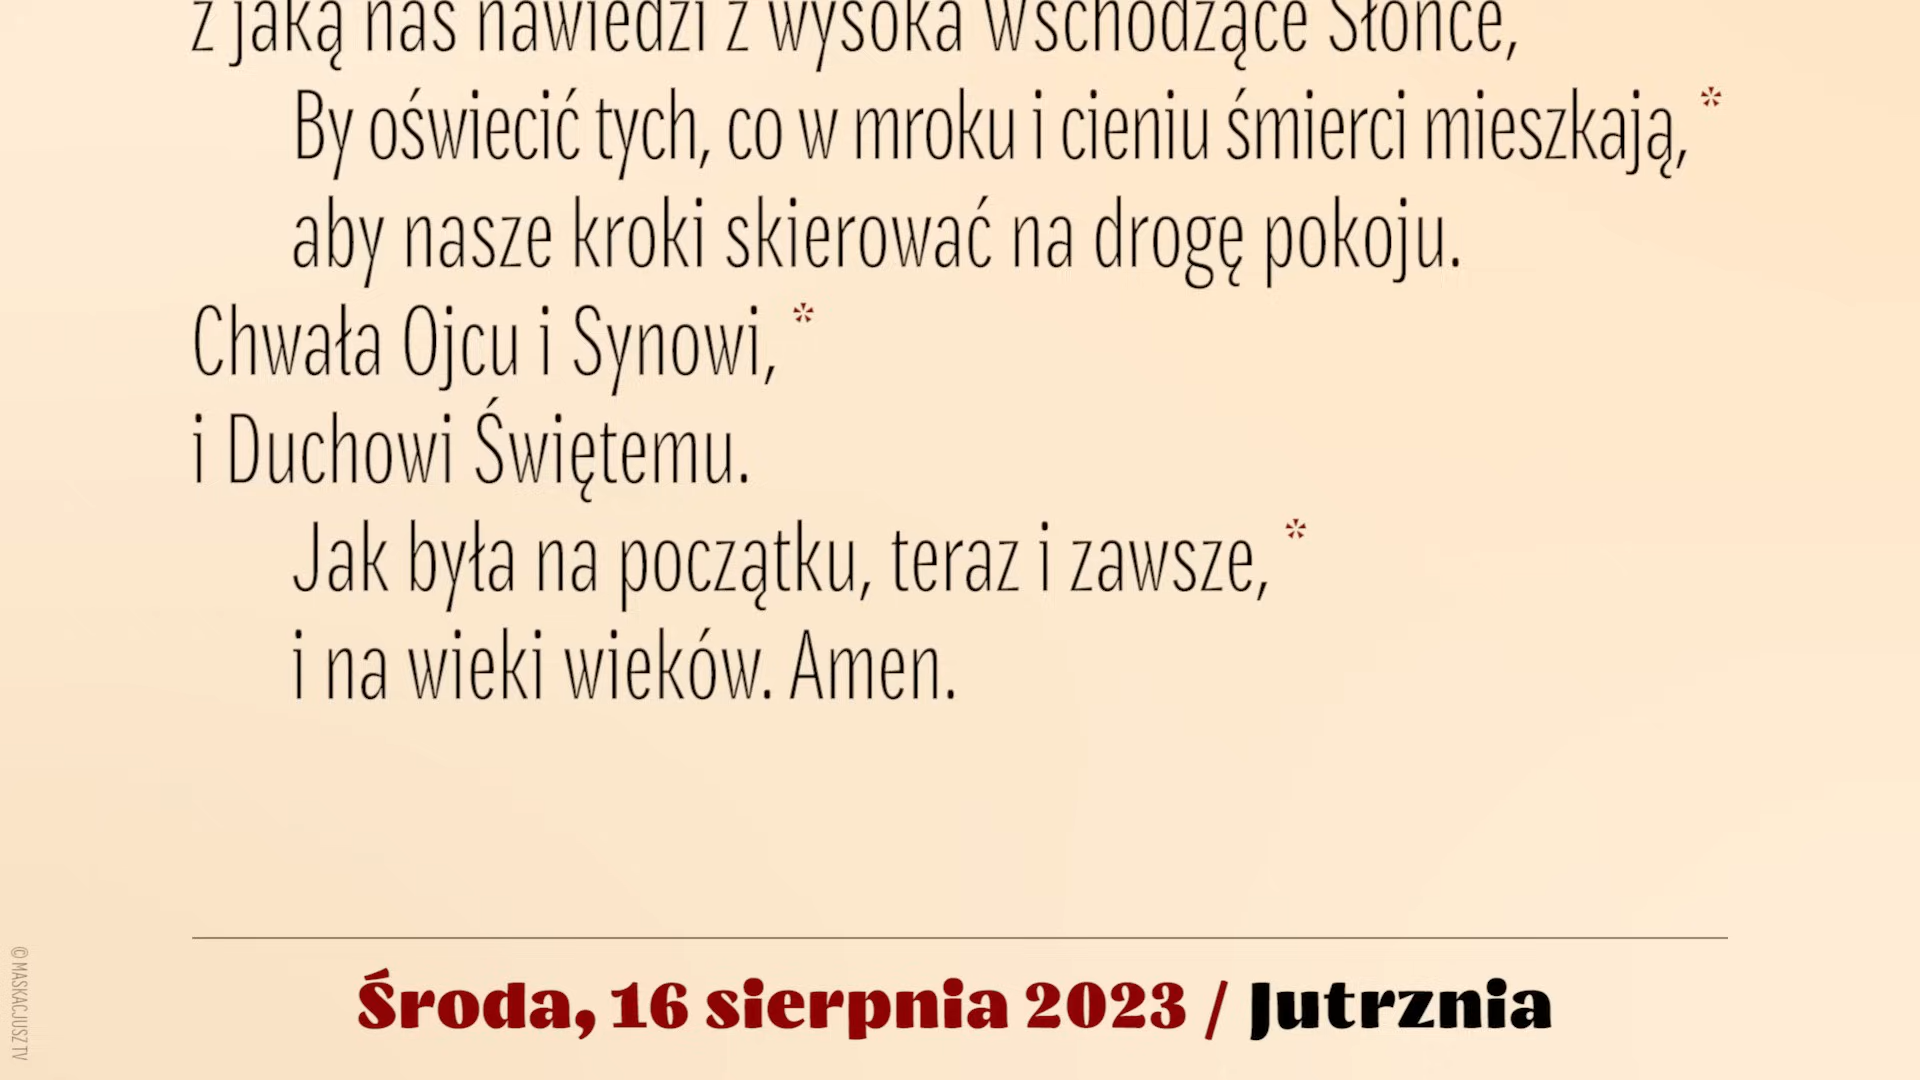 z jaką nas nawiedzi z wysoka Wschodzące Słońce,
By oświecić tych, co w mroku i cieniu śmierci mieszkają, *
aby nasze kroki skierować na drogę pokoju.
Chwała Ojcu i Synowi, *
i Duchowi Świętemu.
Jak była na początku, teraz i zawsze, *
i na wieki wieków. Amen.
Środa, 16 sierpnia 2023 / Jutrznia
© MASKACJUSZ TV